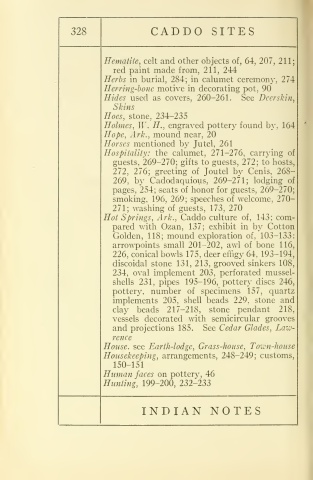 328
CADDO SITES
Hematite, celt and other objects of, 64, 207, 211;
red paint made from, 211, 244
Herbs in burial, 284; in calumet ceremony, 274
Herring-bone motive in decorating pot, 90
Hides used as covers, 260–261. See Deerskin,
Skins
Hoes, stone, 234–235
Holmes, W. H., engraved pottery found by, 164
Hope, Ark., mound near, 20
Horses mentioned by Jutel, 261
Hospitality: the calumet, 271–276, carrying of
guests, 269–270; gifts to guests, 272; to hosts,
272, 276; greeting of Joutel by Cenis, 268–
269, by Cadodaquious, 269–271; lodging of
pages, 254; seats of honor for guests, 269–270;
smoking, 196, 269; speeches of welcome, 270–
271; washing of guests, 173, 270
Hot Springs, Ark., Caddo culture of, 143; com-
pared with Ozan, 137; exhibit in by Cotton
Golden, 118; mound exploration of, 103–133:
arrowpoints small 201–202, awl of bone 116,
226, conical bowls 175, deer effigy 64, 193–194,
discoidal stone 131, 213, grooved sinkers 108,
234, oval implement 203, perforated mussel-
shells 231, pipes 195–196, pottery discs 246,
pottery, number of specimens 157, quartz
implements 205, shell beads 229, stone and
clay beads 217–218, stone pendant 218,
vessels decorated with semicircular grooves
and projections 185. See Cedar Glades, Law-
rence
House. see Earth-lodge, Grass-house, Town-house
Housekeeping, arrangements, 248–249; customs,
150–151
Human faces on pottery, 46
Hunting, 199–200, 232–233
INDIAN NOTES